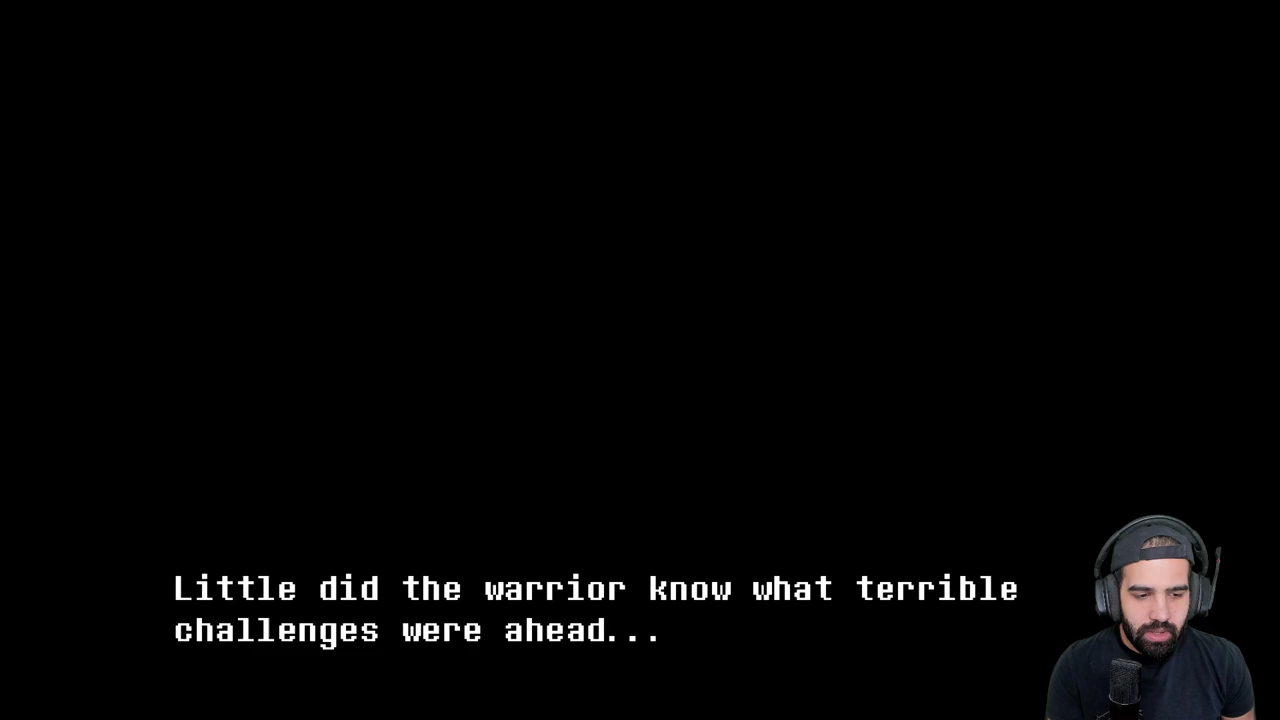 Little did the warrior know what terrible
challenges were ahead...